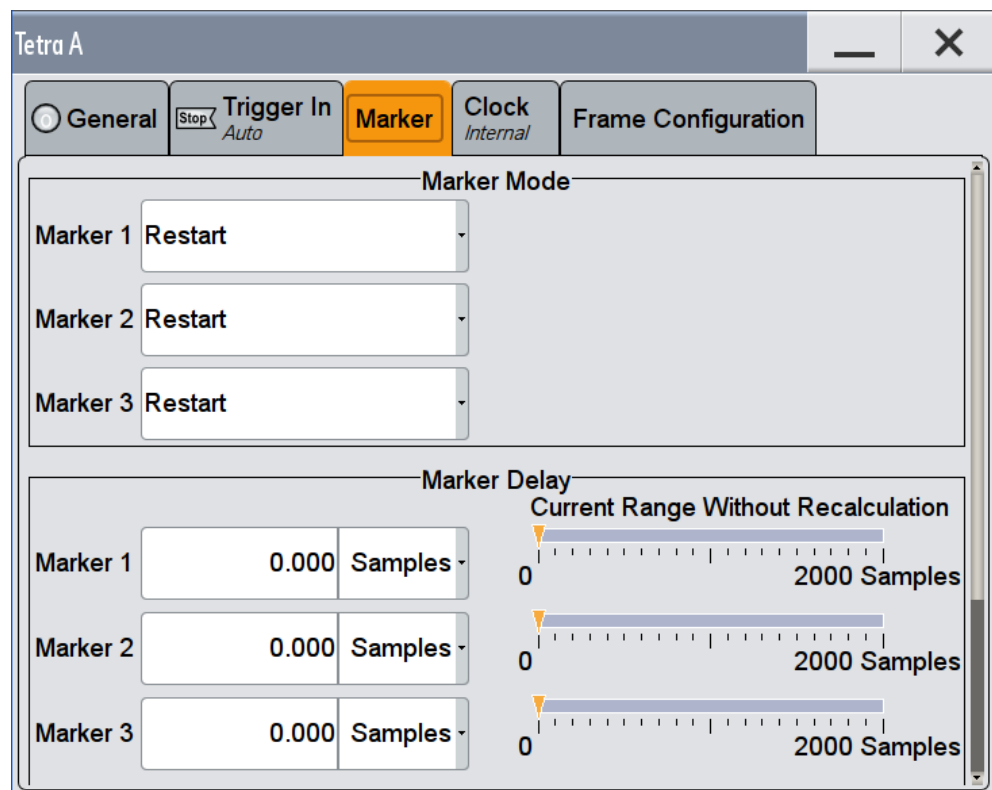 Tetra A
General
Stop
Trigger In
Auto
Marker
Clock
Internal
Frame Configuration
Marker Mode
Marker 1 Restart
Marker 2 Restart
Marker 3 Restart
Marker Delay
Current Range Without Recalculation
Marker 1 0.000 Samples
0 2000 Samples
Marker 2 0.000 Samples
0 2000 Samples
Marker 3 0.000 Samples
0 2000 Samples